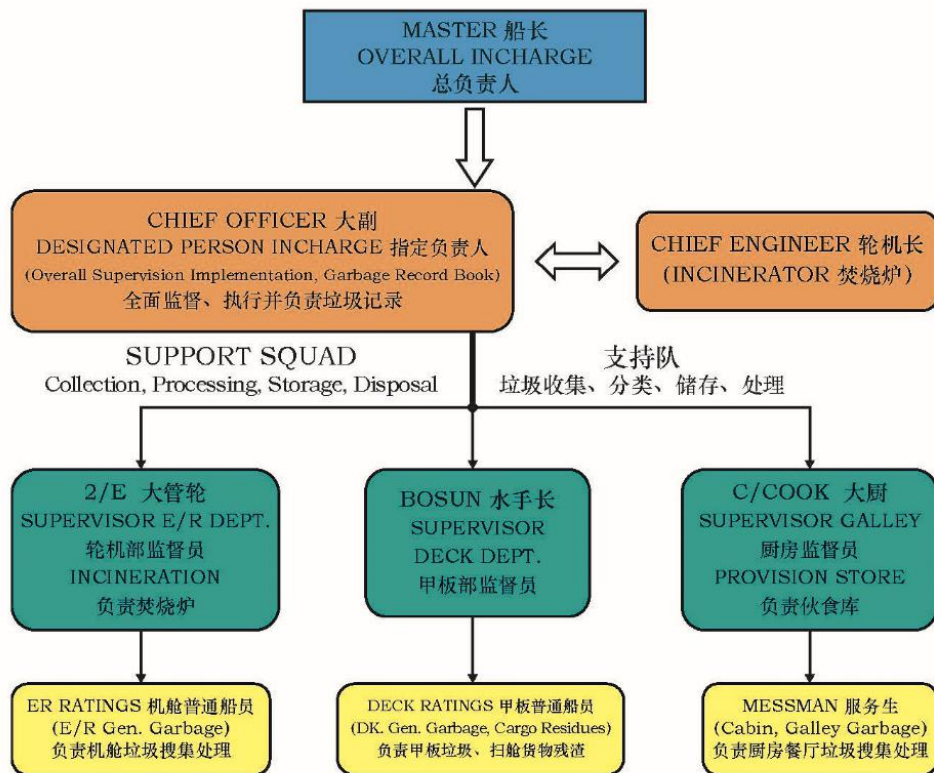 MASTER 船长
OVERALL INCHARGE
总负责人
CHIEF OFFICER 大副
DESIGNATED PERSON INCHARGE 指定负责人
(Overall Supervision Implementation, Garbage Record Book)
全面监督、执行并负责垃圾记录
CHIEF ENGINEER 轮机长
(INCINERATOR 焚烧炉)
SUPPORT SQUAD
Collection, Processing, Storage, Disposal
支持队
垃圾收集、分类、储存、处理
2/E 大管轮
SUPERVISOR E/R DEPT.
轮机部监督员
INCINERATION
负责焚烧炉
BOSUN 水手长
SUPERVISOR
DECK DEPT.
甲板部监督员
C/COOK 大厨
SUPERVISOR GALLEY
厨房监督员
PROVISION STORE
负责伙食库
ER RATINGS 机舱普通船员
(E/R Gen. Garbage)
负责机舱垃圾搜集处理
DECK RATINGS 甲板普通船员
(DK. Gen. Garbage, Cargo Residues)
负责甲板垃圾、扫舱货物残渣
MESSMAN 服务生
(Cabin, Galley Garbage)
负责厨房餐厅垃圾搜集处理